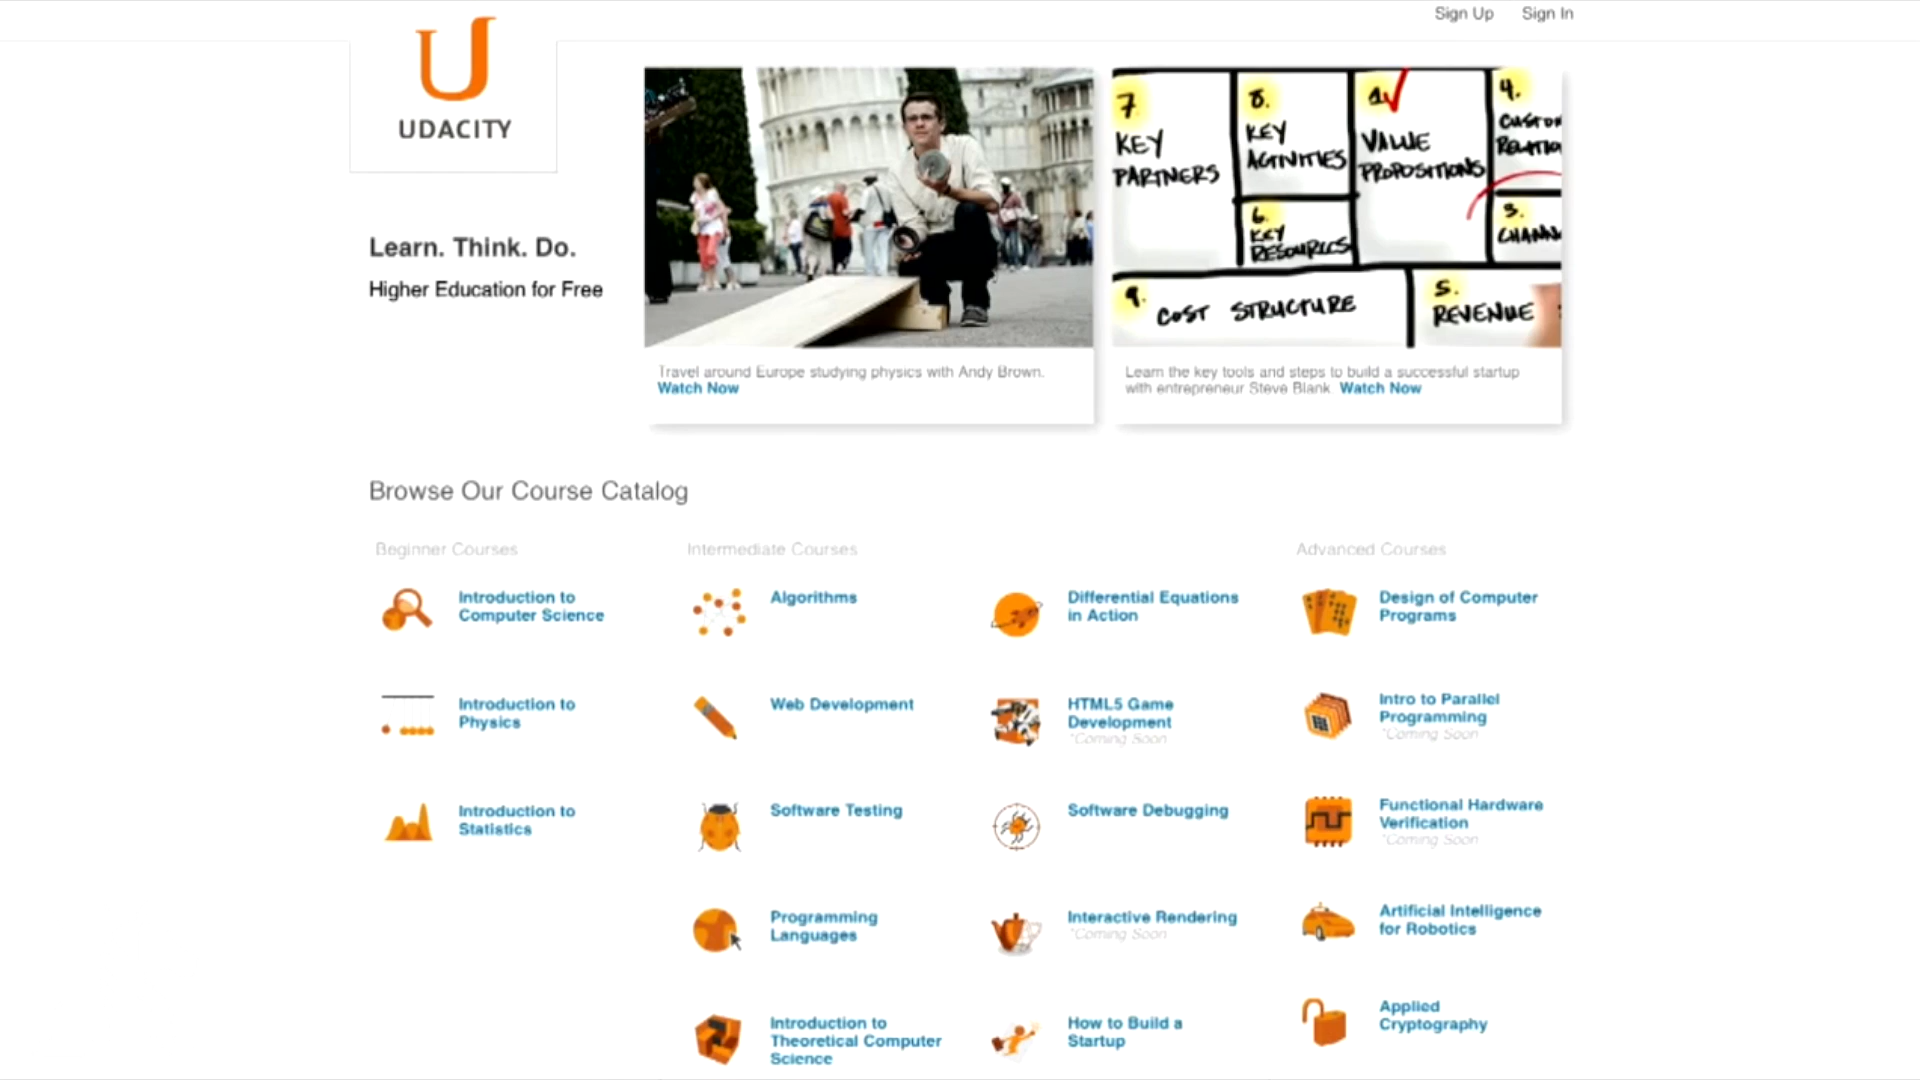 Sign Up Sign In
UDACITY
Learn. Think. Do.
Higher Education for Free
7
KEY
PARTNERS
8.
KEY
ACTIVITIES
6.
KEY
RESOURCES
VALUE
PROPOSITIONS
4.
3.
9.
COST STRUCTURE
5.
REVENUE
Travel around Europe studying physics with Andy Brown.
Watch Now
Learn the key tools and steps to build a successful startup
with entrepreneur Steve Blank Watch Now
Browse Our Course Catalog
Beginner Courses
Introduction to
Computer Science
Introduction to
Physics
Introduction to
Statistics
Intermediate Courses
Algorithms
Web Development
Software Testing
Programming
Languages
Introduction to
Theoretical Computer
Science
Differential Equations
in Action
HTML5 Game
Development
*Coming Soon
Software Debugging
Interactive Rendering
*Coming Soon
How to Build a
Startup
Advanced Courses
Design of Computer
Programs
Intro to Parallel
Programming
*Coming Soon
Functional Hardware
Verification
*Coming Soon
Artificial Intelligence
for Robotics
Applied
Cryptography